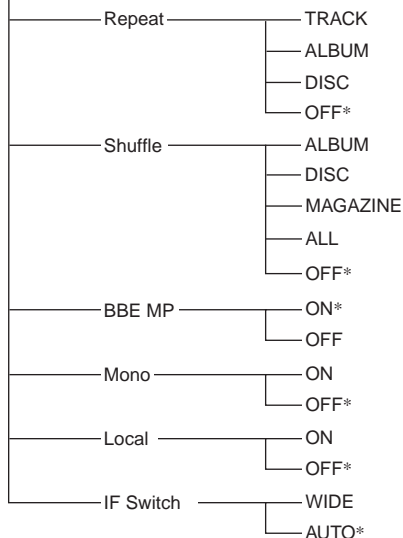 Repeat TRACK
ALBUM
DISC
OFF*
Shuffle ALBUM
DISC
MAGAZINE
ALL
OFF*
BBE MP ON*
OFF
Mono ON
OFF*
Local ON
OFF*
IF Switch WIDE
AUTO*